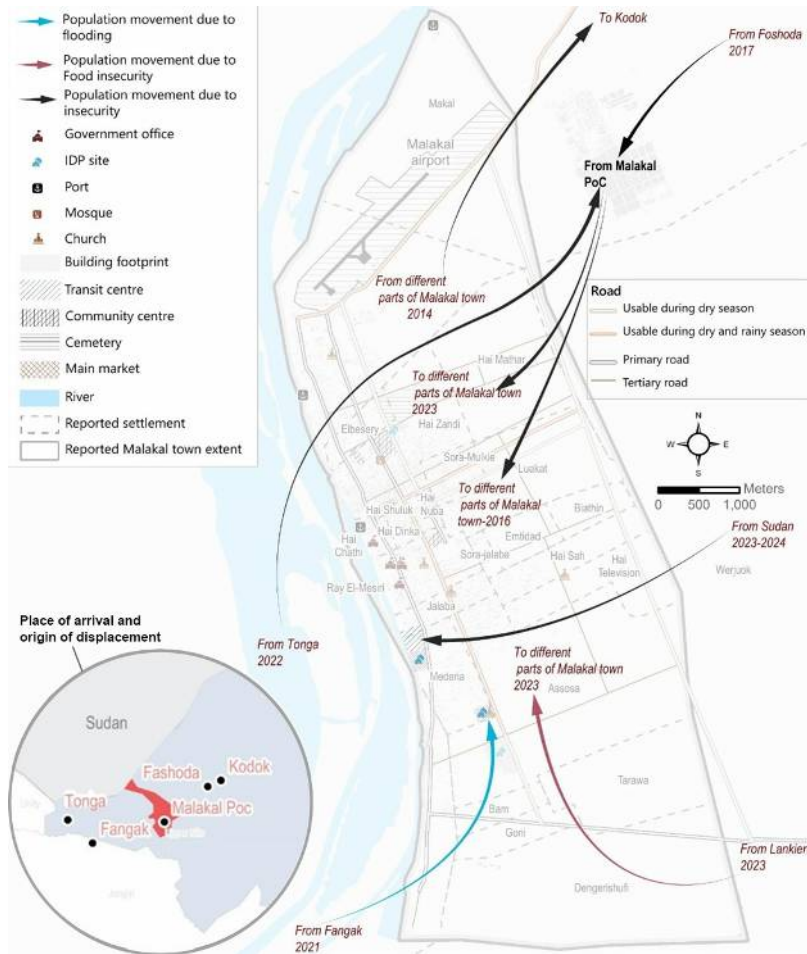 Population movement due to
flooding
Population movement due to
Food insecurity
Population movement due to
insecurity
Government office
IDP site
Port
Mosque
Church
Building footprint
Transit centre
Community centre
Cemetery
Main market
River
Reported settlement
Reported Malakal town extent
To Kodok
From Foshoda
2017
Makal
Malakal
airport
From Malakal
PoC
From different
parts of Malakal town
2014
Road
Usable during dry season
Usable during dry and rainy season
Primary road
Tertiary road
Hai Mathar
To different
parts of Malakal town
2023
Elbesery
Hai Zandi
N
W
E
S
Sora-Mulkie
Luakat
To different
parts of Malakal
town-2016
Meters
0 500 1,000
Hai Shuluk
Hai
Nuba
Biathin
From Sudan
2023-2024
Hai Dinka
Hai
Chathi
Emtidad
Sora-jelaba
Hai Sah
Hai
Television
Werjuok
Ray El-Mesiri
Jalaba
Place of arrival and
origin of displacement
From Tonga
2022
To different
parts of Malakal town
2023
Medena
Assosa
Sudan
Fashoda
Kodok
Tonga
Malakal Poc
Fangak
Tarawa
Bam
Goni
From Lankier
2023
Dengershufi
From Fangak
2021